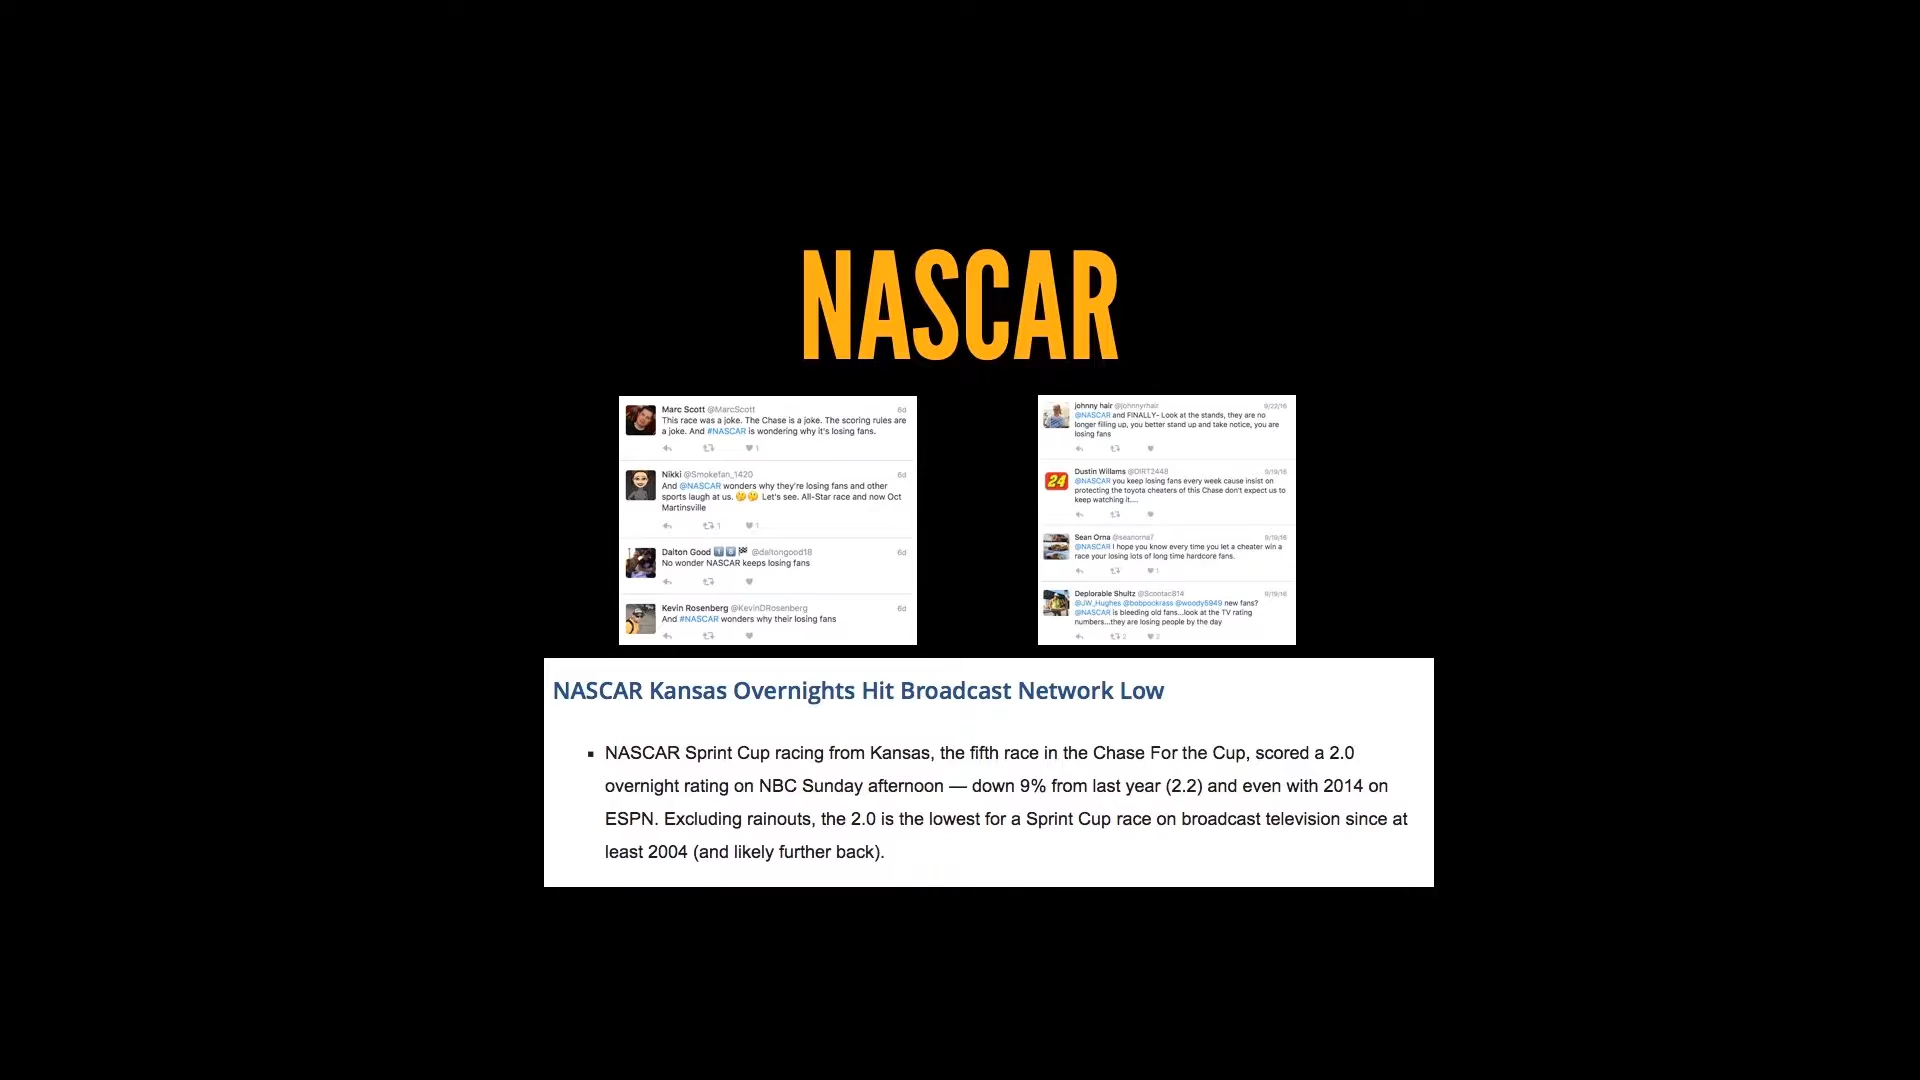 NASCAR
Marc Scott @MarcScott 6d
This race was a joke. The Chase is a joke. The scoring rules are
a joke. And #NASCAR is wondering why it's losing fans.
1
Nikki @Smokefan_1420 6d
And @NASCAR wonders why they're losing fans and other
sports laugh at us. 🤔🤔 Let's see. All-Star race and now Oct
Martinsville
1 1
Dalton Good 1️⃣8️⃣🏁 @daltongood18 6d
No wonder NASCAR keeps losing fans
Kevin Rosenberg @KevinDRosenberg 6d
And #NASCAR wonders why their losing fans
johnny hair @johnnyrhair 9/22/16
@NASCAR and FINALLY- Look at the stands, they are no
longer filling up, you better stand up and take notice, you are
losing fans
24
Dustin Willams @DIRT2448 9/19/16
@NASCAR you keep losing fans every week cause insist on
protecting the toyota cheaters of this Chase don't expect us to
keep watching it....
Sean Orna @seanorna7 9/19/16
@NASCAR I hope you know every time you let a cheater win a
race your losing lots of long time hardcore fans.
1
Deplorable Shultz @Scootac814 9/19/16
@JW_Hughes @bobpockrass @woody5949 new fans?
@NASCAR is bleeding old fans...look at the TV rating
numbers...they are losing people by the day
2 2
NASCAR Kansas Overnights Hit Broadcast Network Low
▪ NASCAR Sprint Cup racing from Kansas, the fifth race in the Chase For the Cup, scored a 2.0
overnight rating on NBC Sunday afternoon — down 9% from last year (2.2) and even with 2014 on
ESPN. Excluding rainouts, the 2.0 is the lowest for a Sprint Cup race on broadcast television since at
least 2004 (and likely further back).